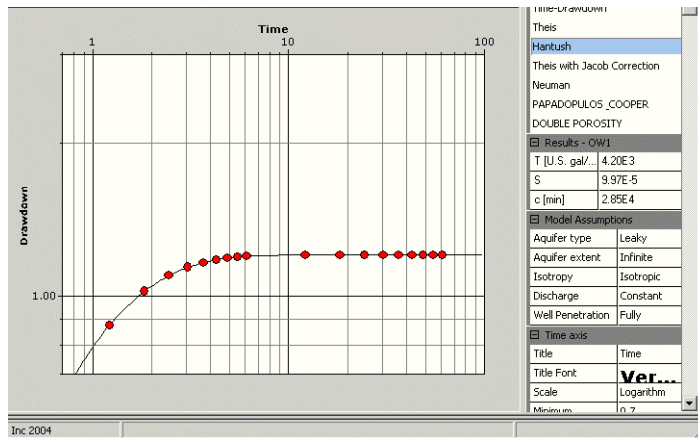 Time
1 10 100
Drawdown
1.00
Time-Drawdown
Theis
Hantush
Theis with Jacob Correction
Neuman
PAPADOPULOS_COOPER
DOUBLE POROSITY
Results - OW1
T [U.S. gal/... 4.20E3
S 9.97E-5
c [min] 2.85E4
Model Assumptions
Aquifer type Leaky
Aquifer extent Infinite
Isotropy Isotropic
Discharge Constant
Well Penetration Fully
Time axis
Title Time
Title Font Ver...
Scale Logarithm
Minimum 0.7
Inc 2004